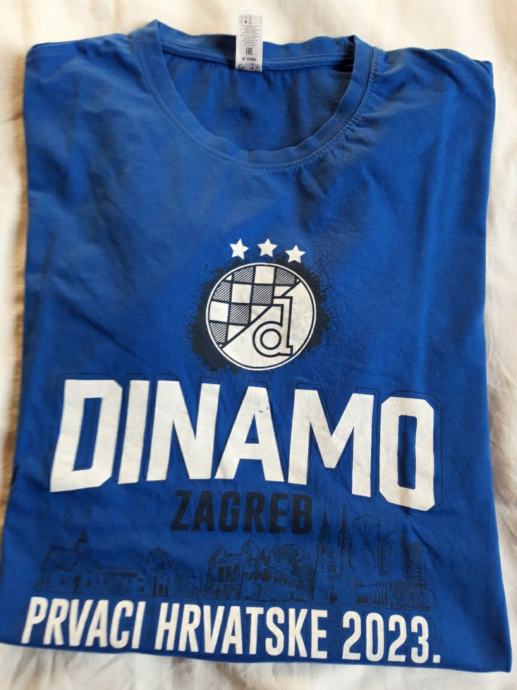 DINAMO
ZAGREB
PRVACI HRVATSKE 2023.